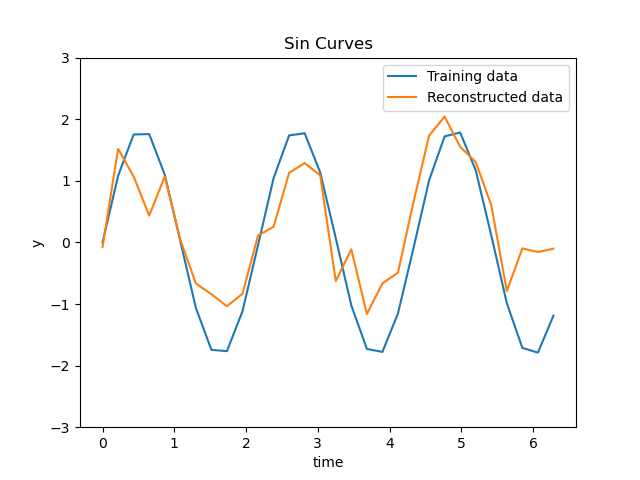 Sin Curves
Training data
Reconstructed data
3
2
1
0
−1
−2
−3
y
0
1
2
3
4
5
6
time